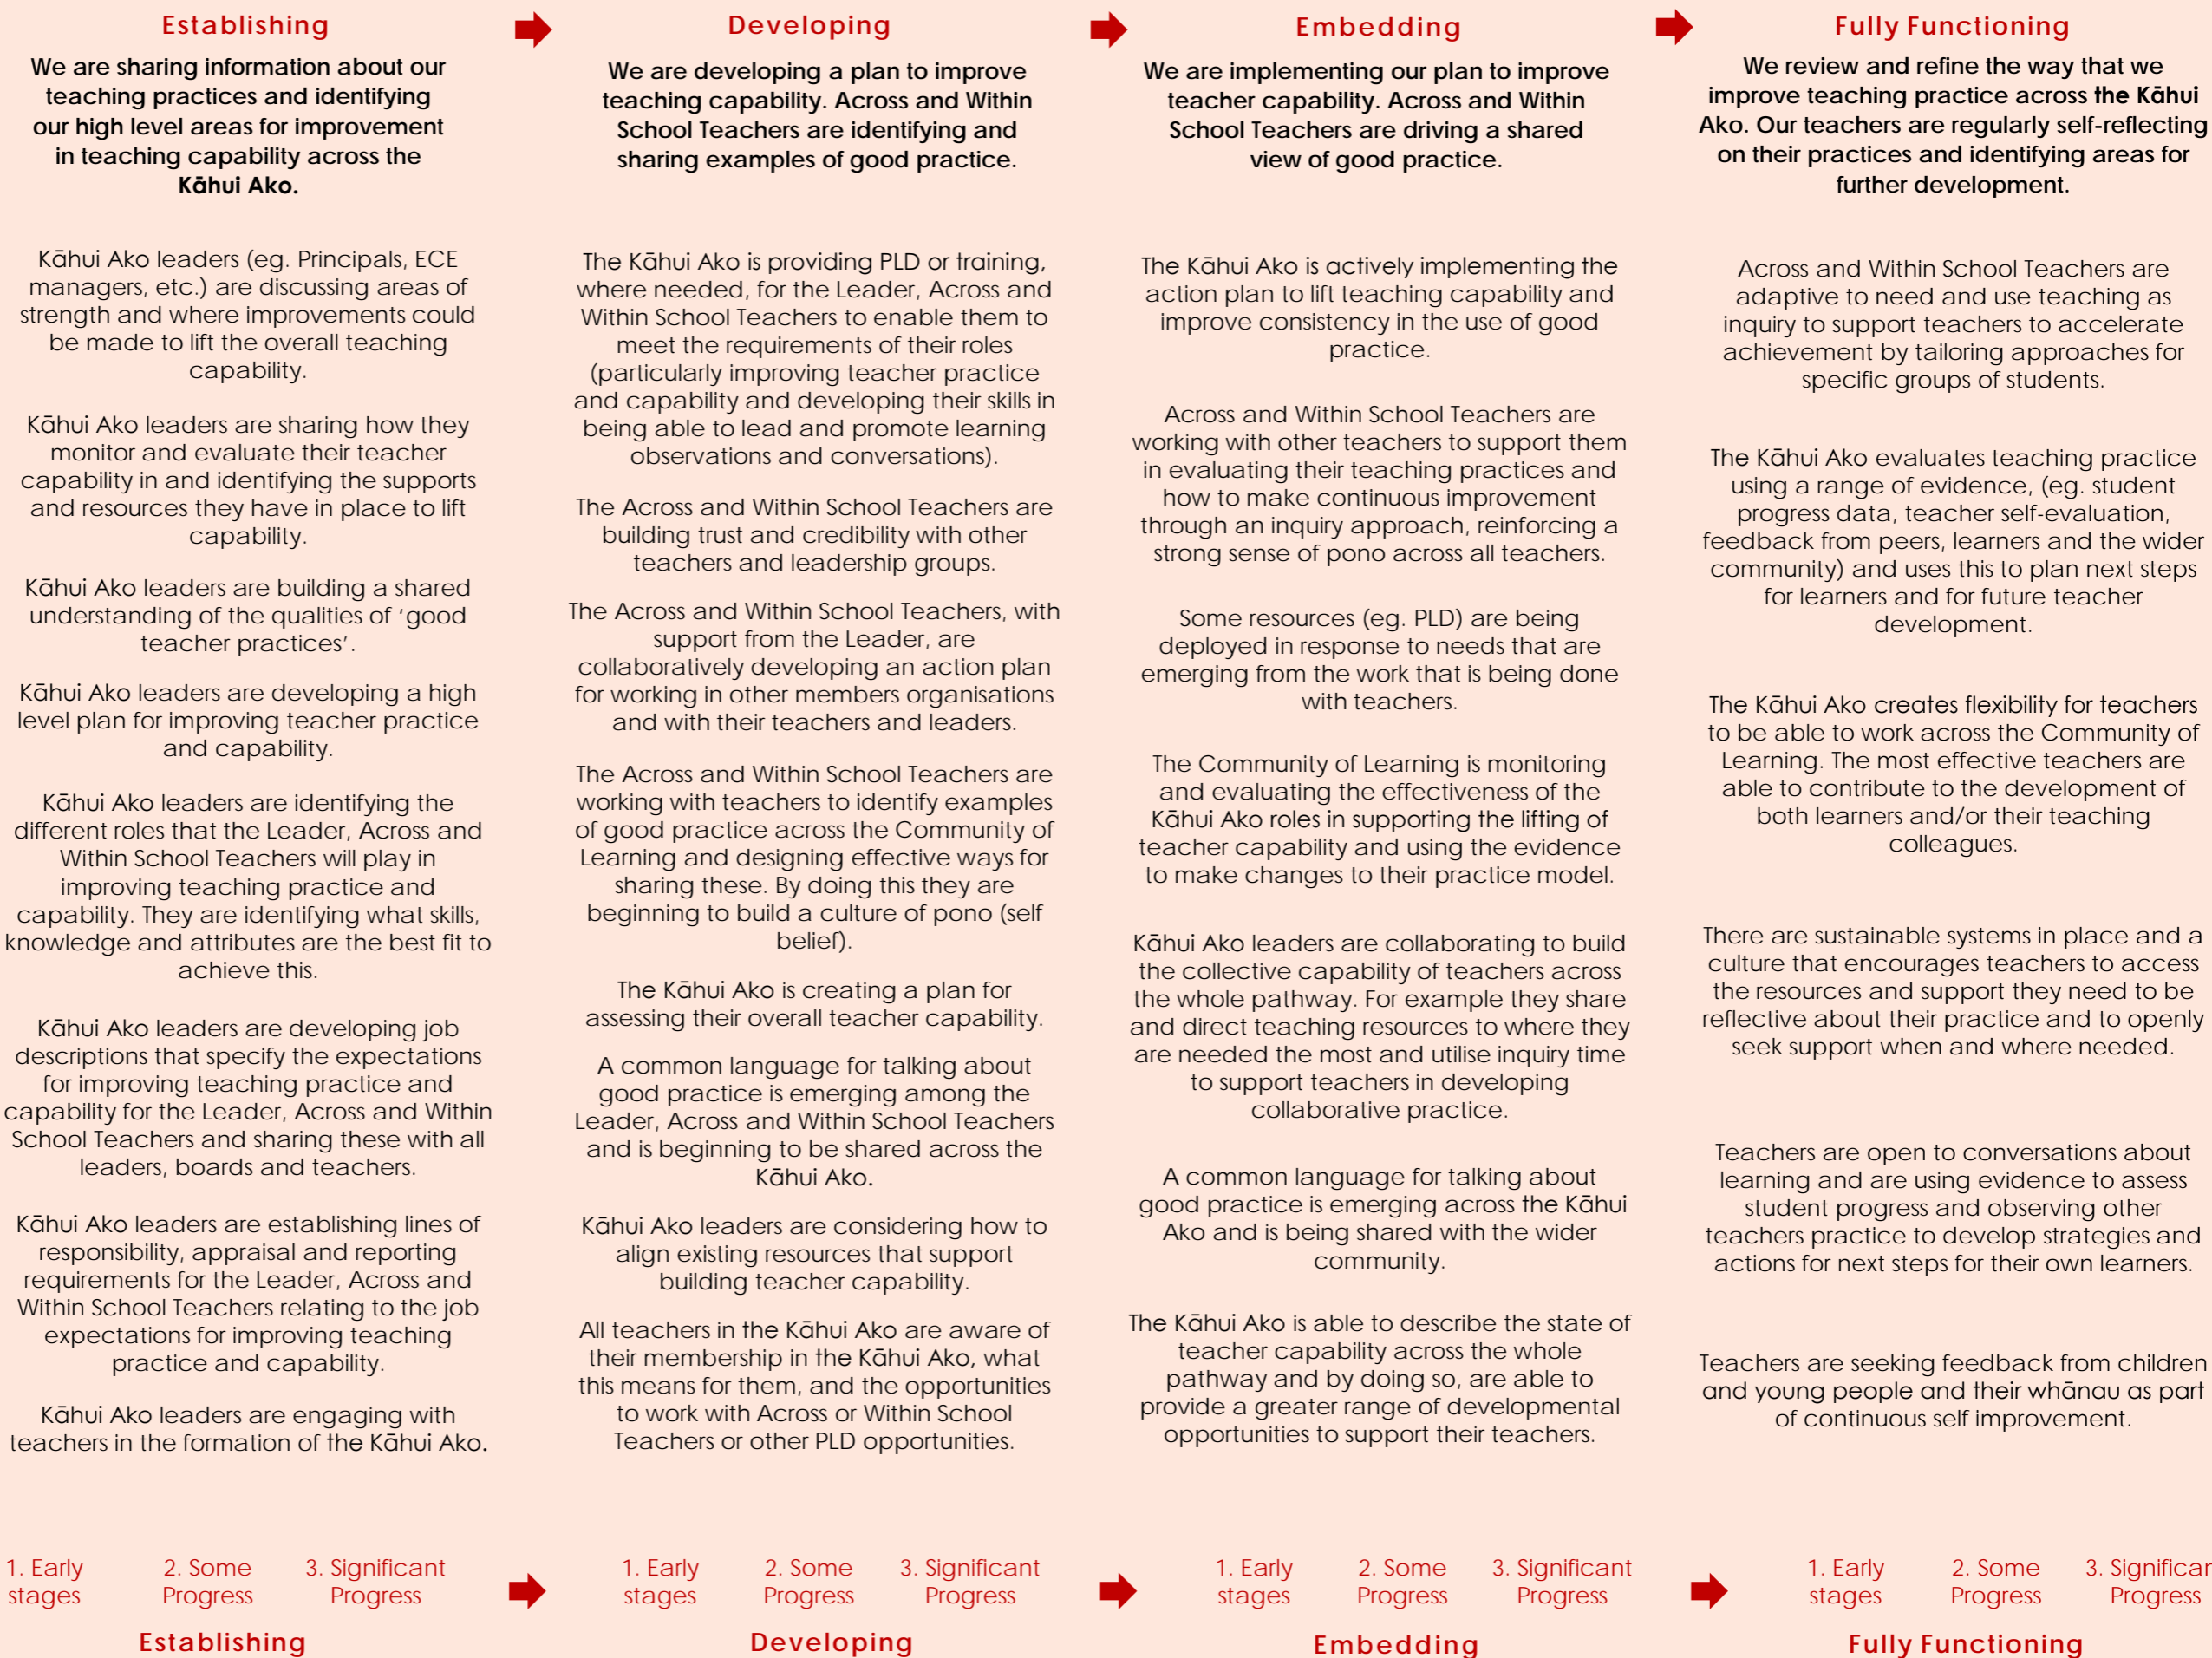 Establishing
We are sharing information about our
teaching practices and identifying
our high level areas for improvement
in teaching capability across the
Kāhui Ako.
Kāhui Ako leaders (eg. Principals, ECE
managers, etc.) are discussing areas of
strength and where improvements could
be made to lift the overall teaching
capability.
Kāhui Ako leaders are sharing how they
monitor and evaluate their teacher
capability in and identifying the supports
and resources they have in place to lift
capability.
Kāhui Ako leaders are building a shared
understanding of the qualities of ‘good
teacher practices’.
Kāhui Ako leaders are developing a high
level plan for improving teacher practice
and capability.
Kāhui Ako leaders are identifying the
different roles that the Leader, Across and
Within School Teachers will play in
improving teaching practice and
capability. They are identifying what skills,
knowledge and attributes are the best fit to
achieve this.
Kāhui Ako leaders are developing job
descriptions that specify the expectations
for improving teaching practice and
capability for the Leader, Across and Within
School Teachers and sharing these with all
leaders, boards and teachers.
Kāhui Ako leaders are establishing lines of
responsibility, appraisal and reporting
requirements for the Leader, Across and
Within School Teachers relating to the job
expectations for improving teaching
practice and capability.
Kāhui Ako leaders are engaging with
teachers in the formation of the Kāhui Ako.
1. Early
stages
2. Some
Progress
3. Significant
Progress
Establishing
Developing
We are developing a plan to improve
teaching capability. Across and Within
School Teachers are identifying and
sharing examples of good practice.
The Kāhui Ako is providing PLD or training,
where needed, for the Leader, Across and
Within School Teachers to enable them to
meet the requirements of their roles
(particularly improving teacher practice
and capability and developing their skills in
being able to lead and promote learning
observations and conversations).
The Across and Within School Teachers are
building trust and credibility with other
teachers and leadership groups.
The Across and Within School Teachers, with
support from the Leader, are
collaboratively developing an action plan
for working in other members organisations
and with their teachers and leaders.
The Across and Within School Teachers are
working with teachers to identify examples
of good practice across the Community of
Learning and designing effective ways for
sharing these. By doing this they are
beginning to build a culture of pono (self
belief).
The Kāhui Ako is creating a plan for
assessing their overall teacher capability.
A common language for talking about
good practice is emerging among the
Leader, Across and Within School Teachers
and is beginning to be shared across the
Kāhui Ako.
Kāhui Ako leaders are considering how to
align existing resources that support
building teacher capability.
All teachers in the Kāhui Ako are aware of
their membership in the Kāhui Ako, what
this means for them, and the opportunities
to work with Across or Within School
Teachers or other PLD opportunities.
1. Early
stages
2. Some
Progress
3. Significant
Progress
Developing
Embedding
We are implementing our plan to improve
teacher capability. Across and Within
School Teachers are driving a shared
view of good practice.
The Kāhui Ako is actively implementing the
action plan to lift teaching capability and
improve consistency in the use of good
practice.
Across and Within School Teachers are
working with other teachers to support them
in evaluating their teaching practices and
how to make continuous improvement
through an inquiry approach, reinforcing a
strong sense of pono across all teachers.
Some resources (eg. PLD) are being
deployed in response to needs that are
emerging from the work that is being done
with teachers.
The Community of Learning is monitoring
and evaluating the effectiveness of the
Kāhui Ako roles in supporting the lifting of
teacher capability and using the evidence
to make changes to their practice model.
Kāhui Ako leaders are collaborating to build
the collective capability of teachers across
the whole pathway. For example they share
and direct teaching resources to where they
are needed the most and utilise inquiry time
to support teachers in developing
collaborative practice.
A common language for talking about
good practice is emerging across the Kāhui
Ako and is being shared with the wider
community.
The Kāhui Ako is able to describe the state of
teacher capability across the whole
pathway and by doing so, are able to
provide a greater range of developmental
opportunities to support their teachers.
1. Early
stages
2. Some
Progress
3. Significant
Progress
Embedding
Fully Functioning
We review and refine the way that we
improve teaching practice across the Kāhui
Ako. Our teachers are regularly self-reflecting
on their practices and identifying areas for
further development.
Across and Within School Teachers are
adaptive to need and use teaching as
inquiry to support teachers to accelerate
achievement by tailoring approaches for
specific groups of students.
The Kāhui Ako evaluates teaching practice
using a range of evidence, (eg. student
progress data, teacher self-evaluation,
feedback from peers, learners and the wider
community) and uses this to plan next steps
for learners and for future teacher
development.
The Kāhui Ako creates flexibility for teachers
to be able to work across the Community of
Learning. The most effective teachers are
able to contribute to the development of
both learners and/or their teaching
colleagues.
There are sustainable systems in place and a
culture that encourages teachers to access
the resources and support they need to be
reflective about their practice and to openly
seek support when and where needed.
Teachers are open to conversations about
learning and are using evidence to assess
student progress and observing other
teachers practice to develop strategies and
actions for next steps for their own learners.
Teachers are seeking feedback from children
and young people and their whānau as part
of continuous self improvement.
1. Early
stages
2. Some
Progress
3. Significan
Progress
Fully Functioning